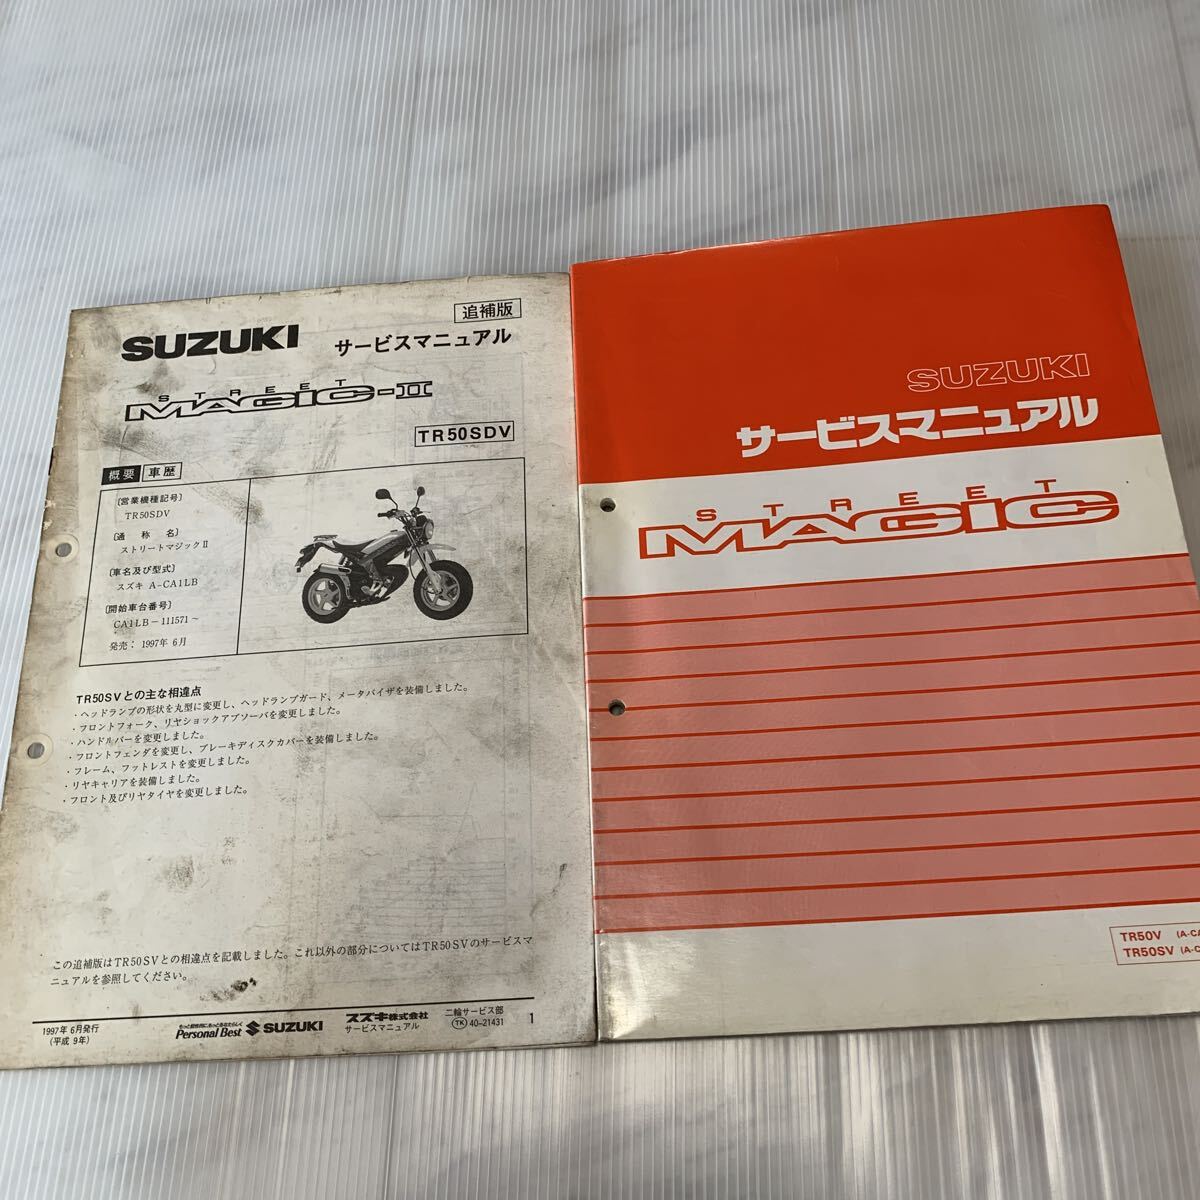 追補版
SUZUKI サービスマニュアル
STREET
MAGIC-II
TR50SDV
概要 車歴
〔営業機種記号〕
TR50SDV
〔通称名〕
ストリートマジックⅡ
〔車名及び型式〕
スズキ A-CA1LB
〔開始車台番号〕
CA1LB－111571～
発売： 1997年 6月
TR50SVとの主な相違点
・ヘッドランプの形状を丸型に変更し、ヘッドランプガード、メータバイザを装備しました。
・フロントフォーク、リヤショックアブソーバを変更しました。
・ハンドルバーを変更しました。
・フロントフェンダを変更し、ブレーキディスクカバーを装備しました。
・フレーム、フットレストを変更しました。
・リヤキャリアを装備しました。
・フロント及びリヤタイヤを変更しました。
この追補版はTR50SVとの相違点を記載しました。これ以外の部分についてはTR50SVのサービスマ
ニュアルを参照してください。
1997年 6月発行
(平成 9年)
もっと個性的にあなたらしく
Personal Best SUZUKI
スズキ株式会社
サービスマニュアル
二輪サービス部
TK 40-21431
1
SUZUKI
サービスマニュアル
STREET
MAGIC
TR50V (A-CA
TR50SV (A-C